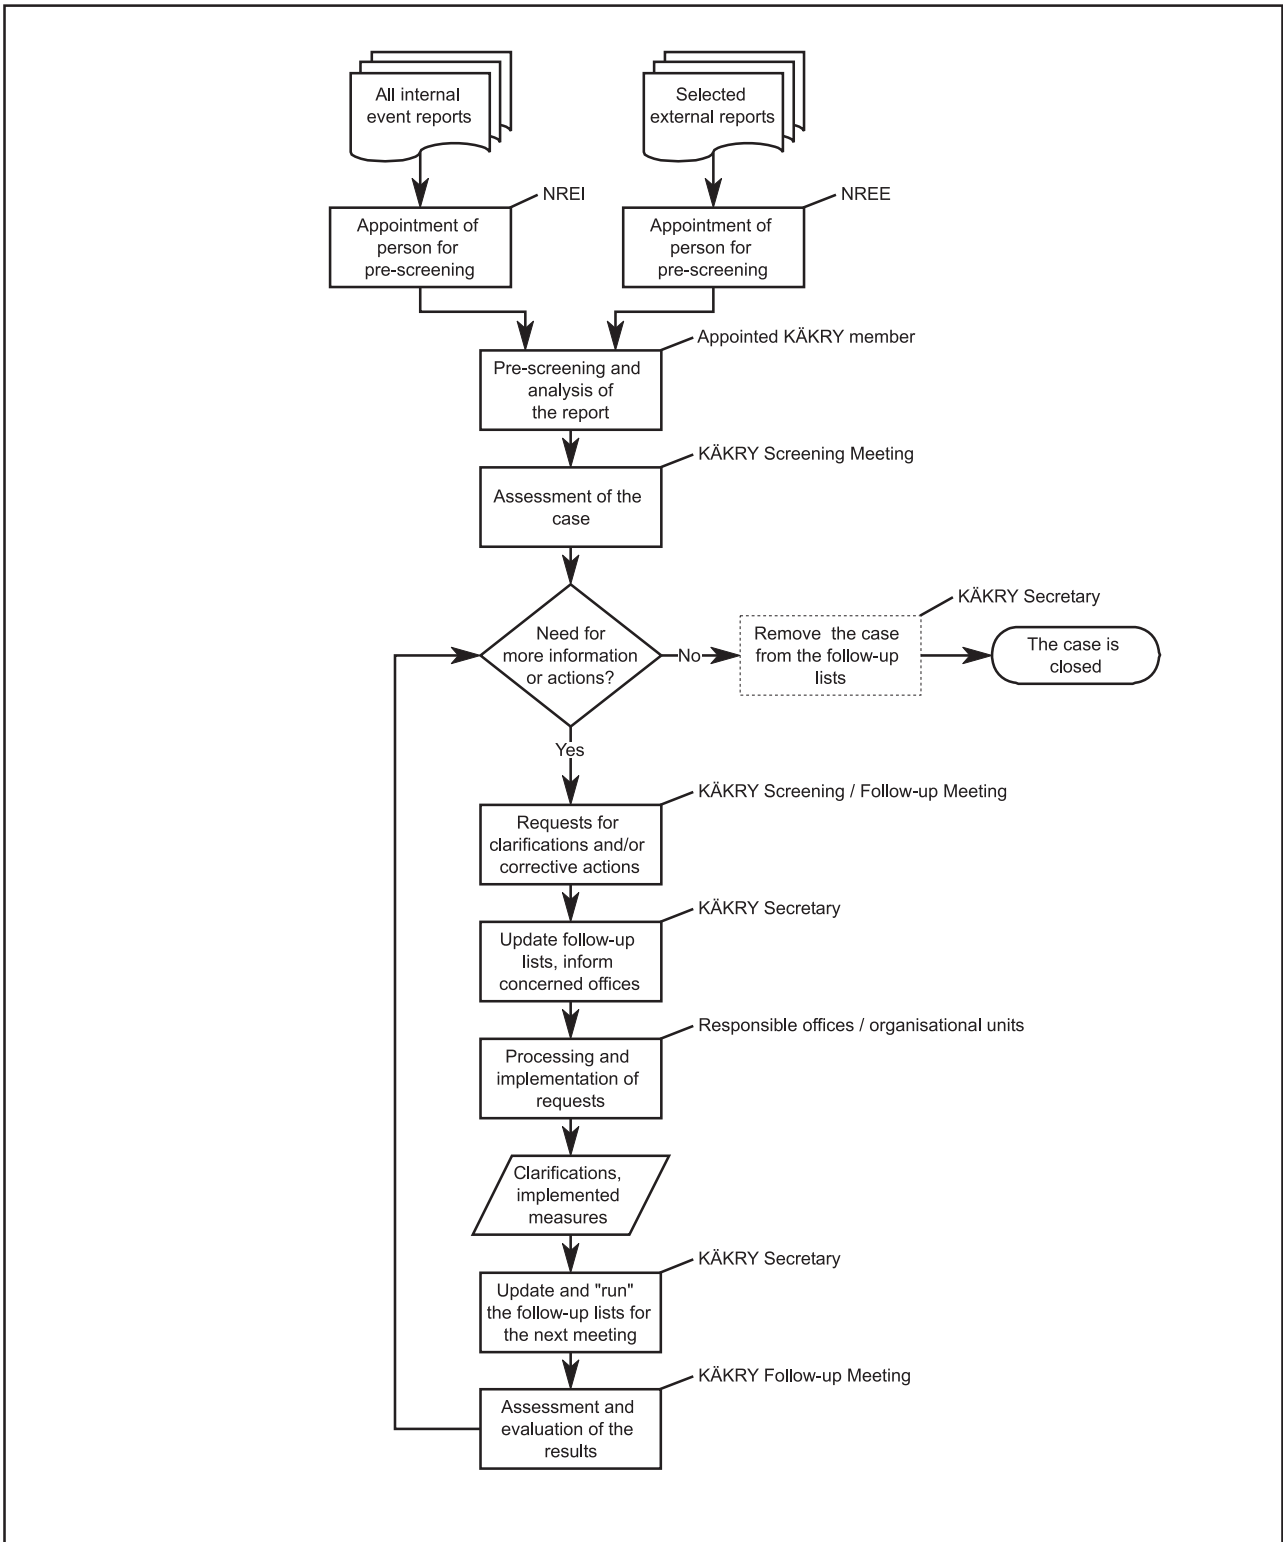 All internal
event reports
Selected
external reports
NREI
NREE
Appointment of
person for
pre-screening
Appointment of
person for
pre-screening
Appointed KÄKRY member
Pre-screening and
analysis of
the report
KÄKRY Screening Meeting
Assessment of the
case
KÄKRY Secretary
Need for
more information
or actions?
No
Remove the case
from the follow-up
lists
The case is
closed
Yes
KÄKRY Screening / Follow-up Meeting
Requests for
clarifications and/or
corrective actions
KÄKRY Secretary
Update follow-up
lists, inform
concerned offices
Responsible offices / organisational units
Processing and
implementation of
requests
Clarifications,
implemented
measures
KÄKRY Secretary
Update and "run"
the follow-up lists for
the next meeting
KÄKRY Follow-up Meeting
Assessment and
evaluation of the
results